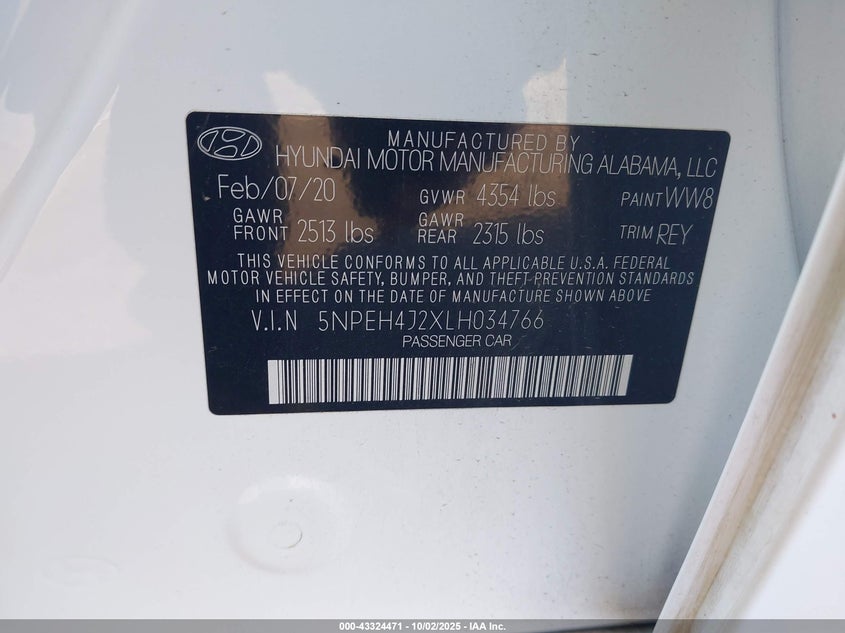 MANUFACTURED BY
HYUNDAI MOTOR MANUFACTURING ALABAMA, LLC
Feb/07/20 GVWR 4354 lbs PAINT WW8
GAWR FRONT 2513 lbs GAWR REAR 2315 lbs TRIM REY
THIS VEHICLE CONFORMS TO ALL APPLICABLE U.S.A. FEDERAL
MOTOR VEHICLE SAFETY, BUMPER, AND THEFT PREVENTION STANDARDS
IN EFFECT ON THE DATE OF MANUFACTURE SHOWN ABOVE
V.I.N 5NPEH4J2XLH034766
PASSENGER CAR
000-43324471 - 10/02/2025 - IAA Inc.